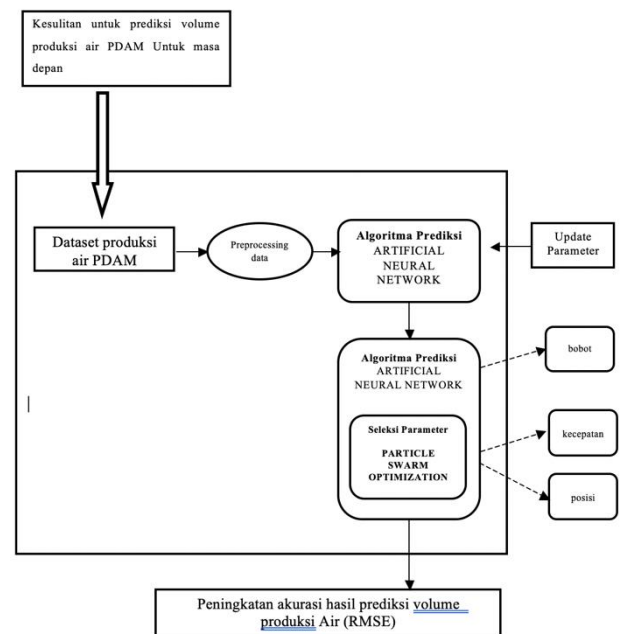 Kesulitan untuk prediksi volume
produksi air PDAM Untuk masa
depan
Dataset produksi
air PDAM
Preprocessing
data
Algoritma Prediksi
ARTIFICIAL
NEURAL
NETWORK
Update
Parameter
Algoritma Prediksi
ARTIFICIAL
NEURAL NETWORK
bobot
Seleksi Parameter
PARTICLE
SWARM
OPTIMIZATION
kecepatan
posisi
Peningkatan akurasi hasil prediksi volume
produksi Air (RMSE)